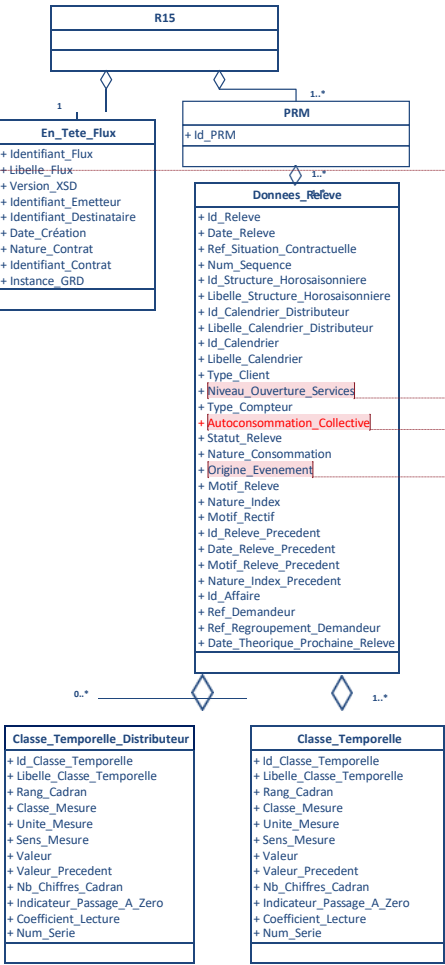 R15
1
1..*
PRM
+ Id_PRM
En_Tete_Flux
+ Identifiant_Flux
+ Libelle_Flux
+ Version_XSD
+ Identifiant_Emetteur
+ Identifiant_Destinataire
+ Date_Création
+ Nature_Contrat
+ Identifiant_Contrat
+ Instance_GRD
1..*
Donnees_Releve
+ Id_Releve
+ Date_Releve
+ Ref_Situation_Contractuelle
+ Num_Sequence
+ Id_Structure_Horosaisonniere
+ Libelle_Structure_Horosaisonniere
+ Id_Calendrier_Distributeur
+ Libelle_Calendrier_Distributeur
+ Id_Calendrier
+ Libelle_Calendrier
+ Type_Client
+ Niveau_Ouverture_Services
+ Type_Compteur
+ Autoconsommation_Collective
+ Statut_Releve
+ Nature_Consommation
+ Origine_Evenement
+ Motif_Releve
+ Nature_Index
+ Motif_Rectif
+ Id_Releve_Precedent
+ Date_Releve_Precedent
+ Motif_Releve_Precedent
+ Nature_Index_Precedent
+ Id_Affaire
+ Ref_Demandeur
+ Ref_Regroupement_Demandeur
+ Date_Theorique_Prochaine_Releve
0..*
1..*
Classe_Temporelle_Distributeur
+ Id_Classe_Temporelle
+ Libelle_Classe_Temporelle
+ Rang_Cadran
+ Classe_Mesure
+ Unite_Mesure
+ Sens_Mesure
+ Valeur
+ Valeur_Precedent
+ Nb_Chiffres_Cadran
+ Indicateur_Passage_A_Zero
+ Coefficient_Lecture
+ Num_Serie
Classe_Temporelle
+ Id_Classe_Temporelle
+ Libelle_Classe_Temporelle
+ Rang_Cadran
+ Classe_Mesure
+ Unite_Mesure
+ Sens_Mesure
+ Valeur
+ Valeur_Precedent
+ Nb_Chiffres_Cadran
+ Indicateur_Passage_A_Zero
+ Coefficient_Lecture
+ Num_Serie